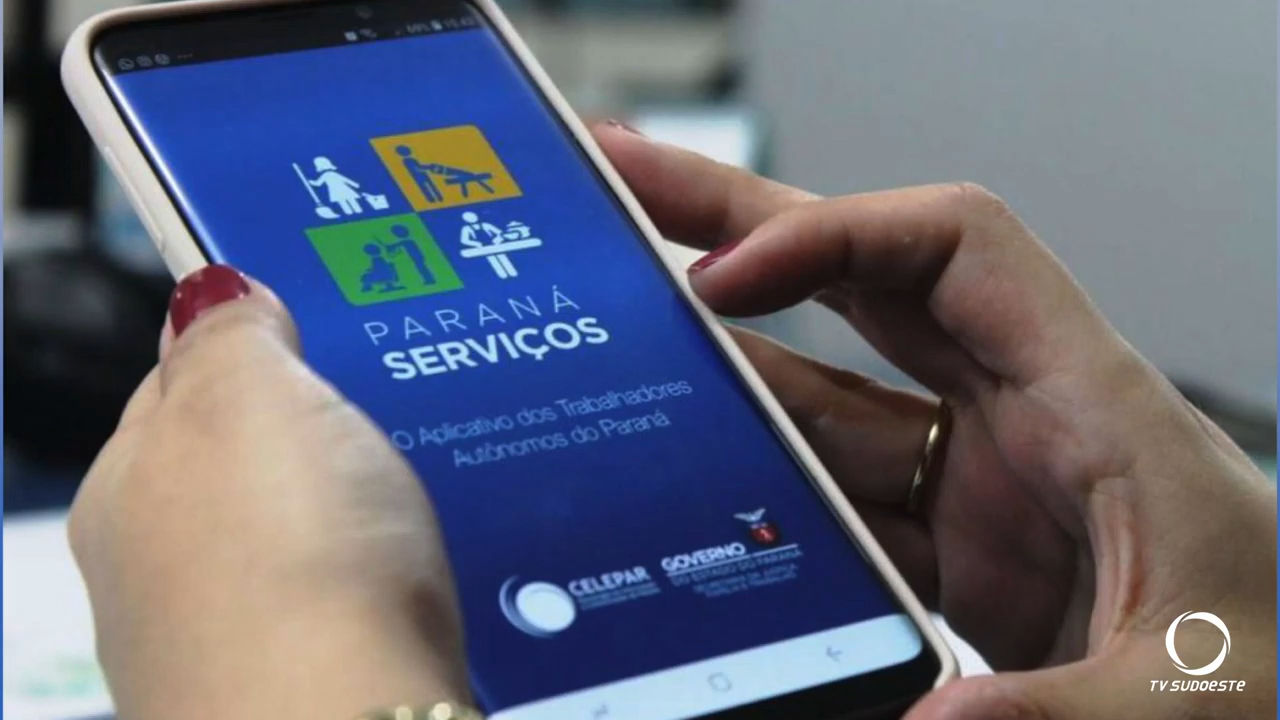 PARANÁ
SERVIÇOS
O Aplicativo dos Trabalhadores
Autônomos do Paraná
CELEPAR
GOVERNO
DO ESTADO DO PARANÁ
TV SUDOESTE